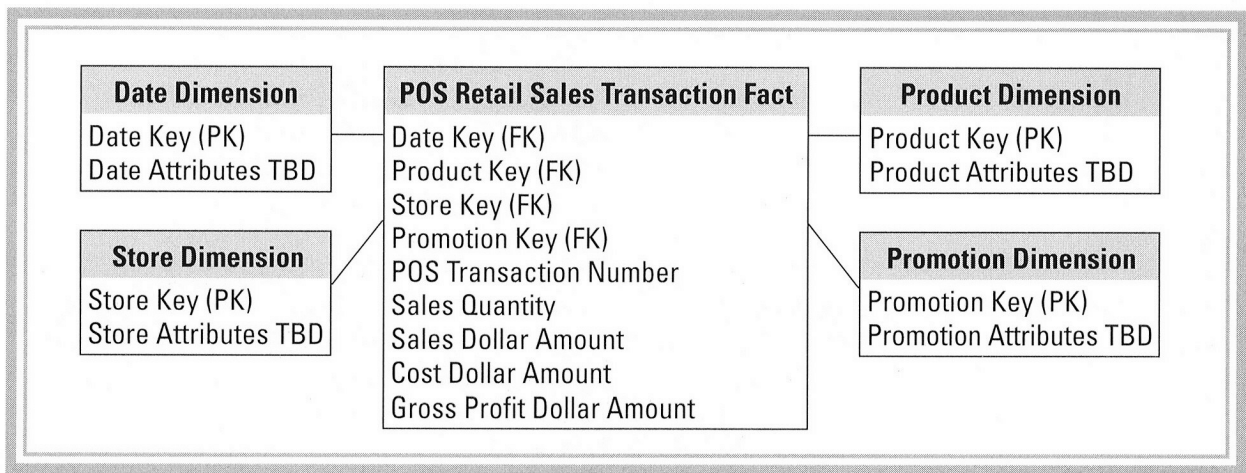 Date Dimension
Date Key (PK)
Date Attributes TBD
Store Dimension
Store Key (PK)
Store Attributes TBD
POS Retail Sales Transaction Fact
Date Key (FK)
Product Key (FK)
Store Key (FK)
Promotion Key (FK)
POS Transaction Number
Sales Quantity
Sales Dollar Amount
Cost Dollar Amount
Gross Profit Dollar Amount
Product Dimension
Product Key (PK)
Product Attributes TBD
Promotion Dimension
Promotion Key (PK)
Promotion Attributes TBD